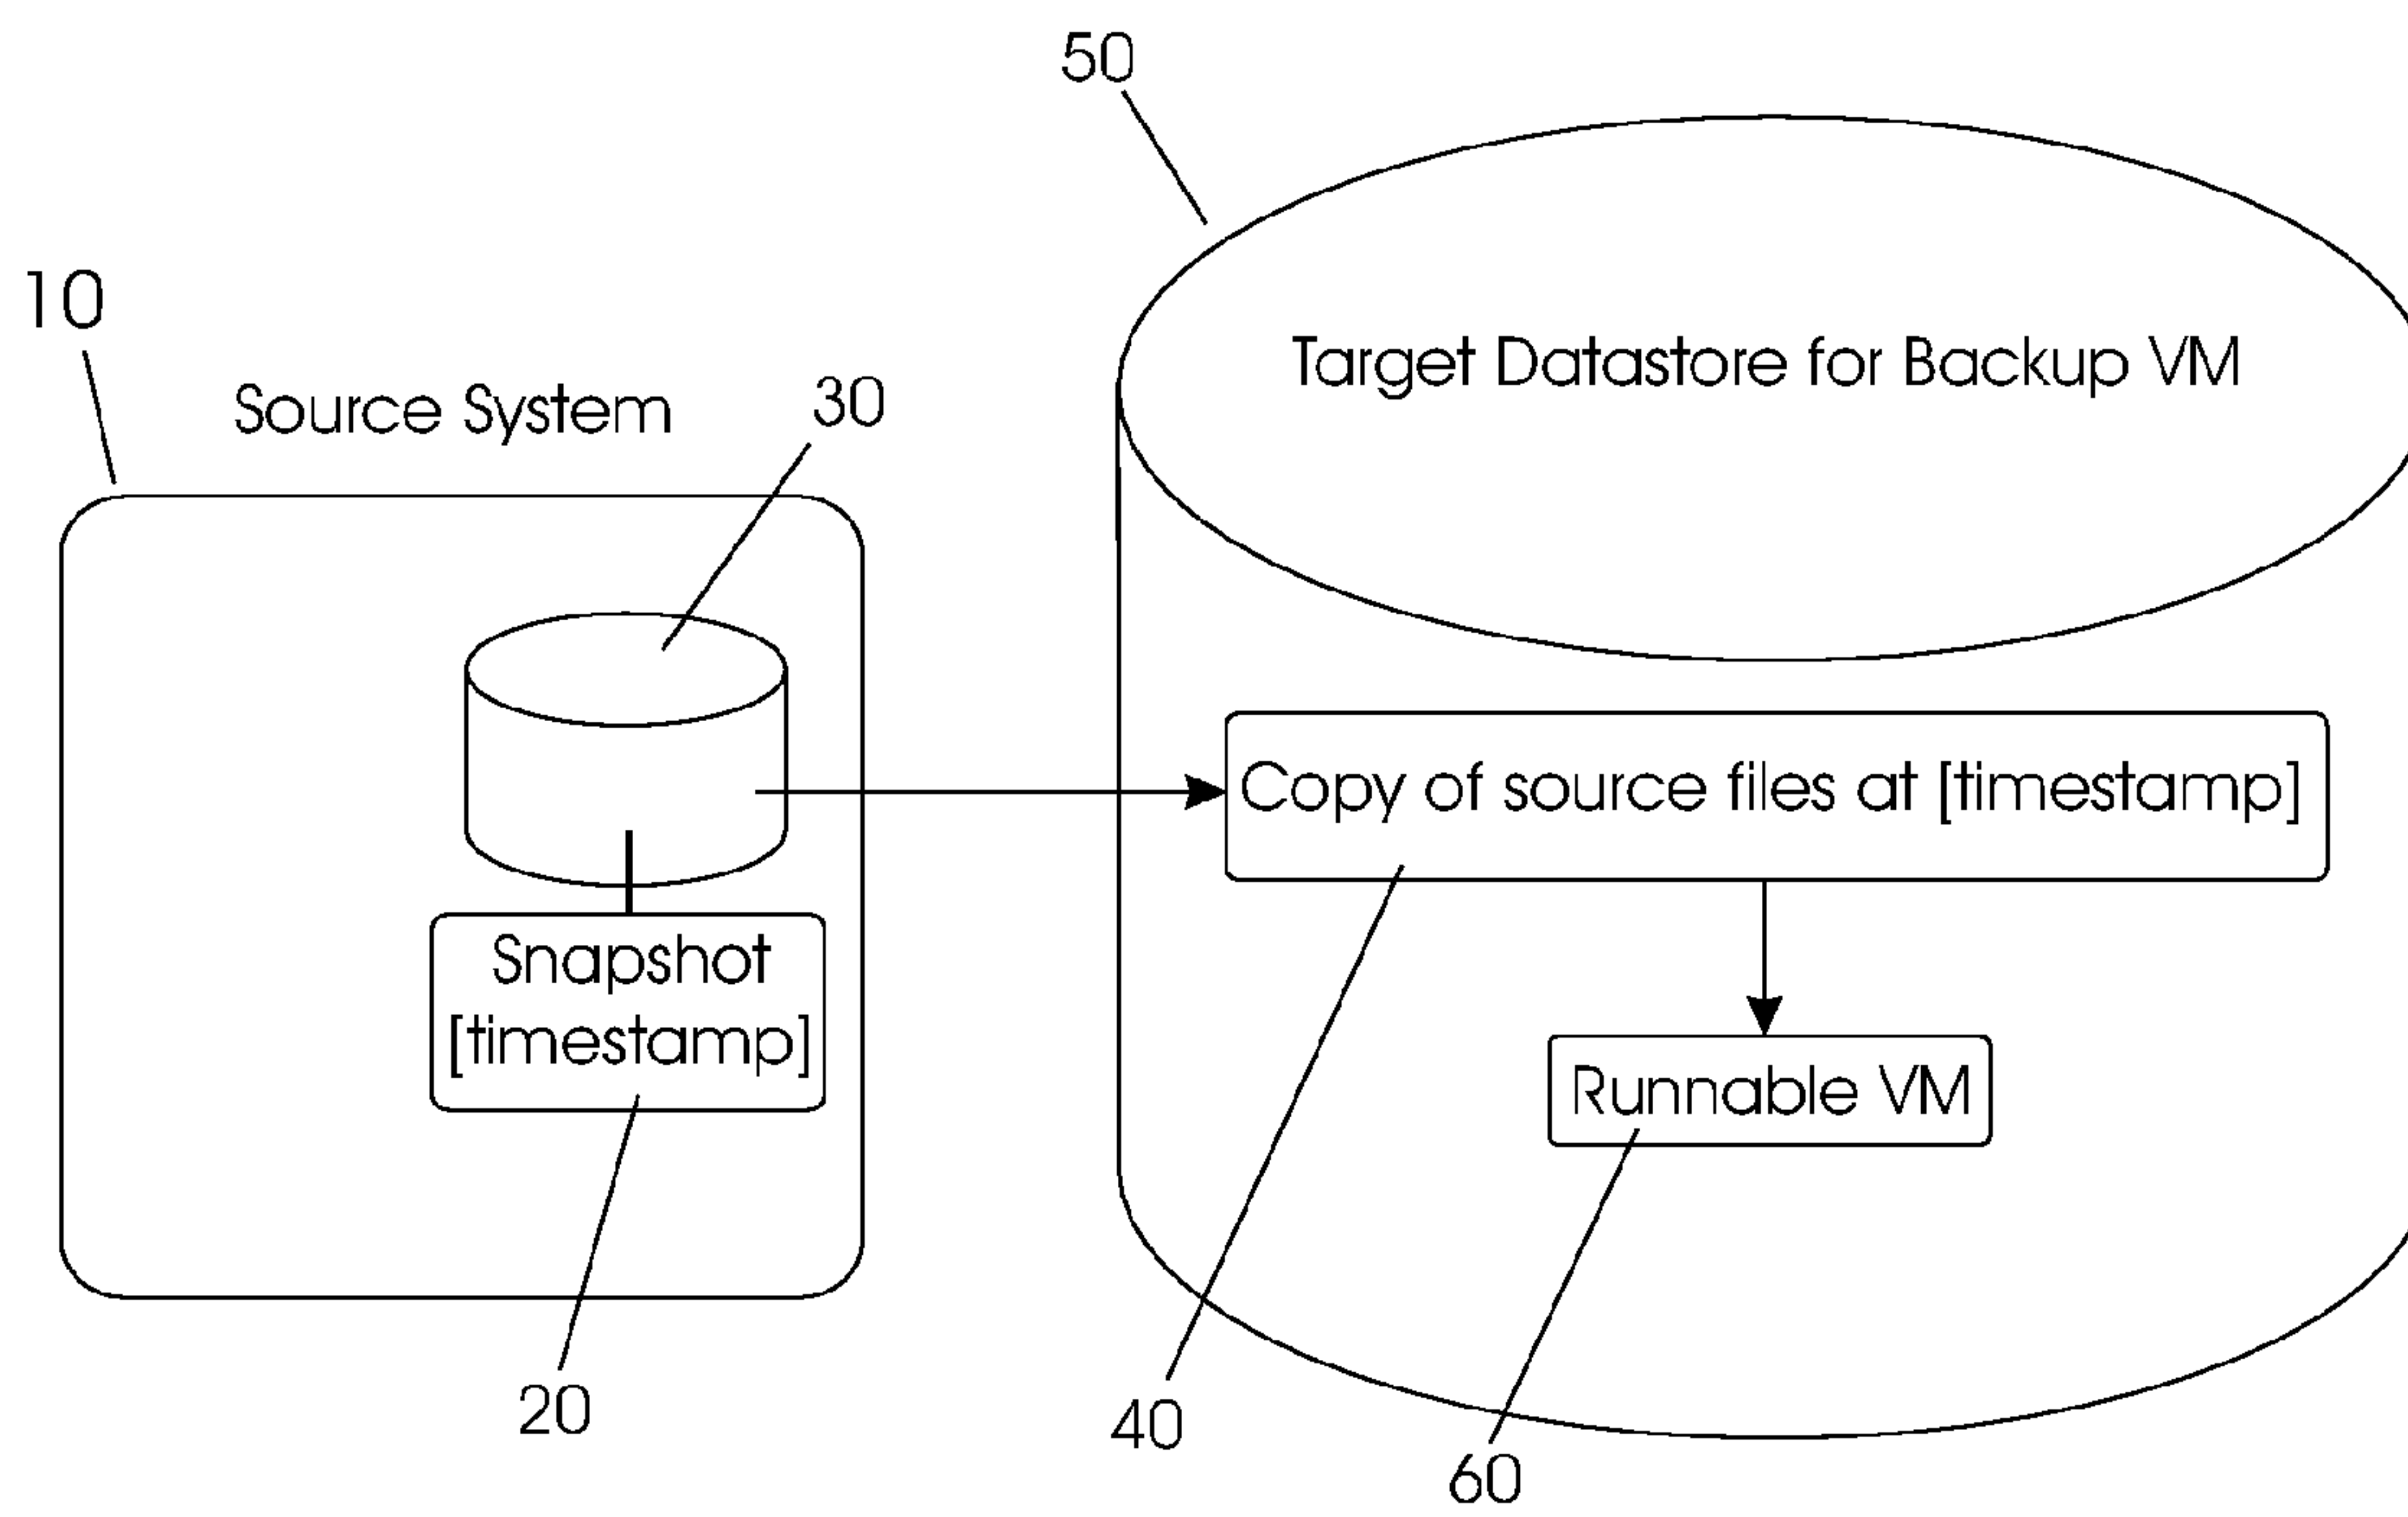 50
10
Source System
30
Target Datastore for Backup VM
Copy of source files at [timestamp]
Snapshot
[timestamp]
Runnable VM
20
40
60